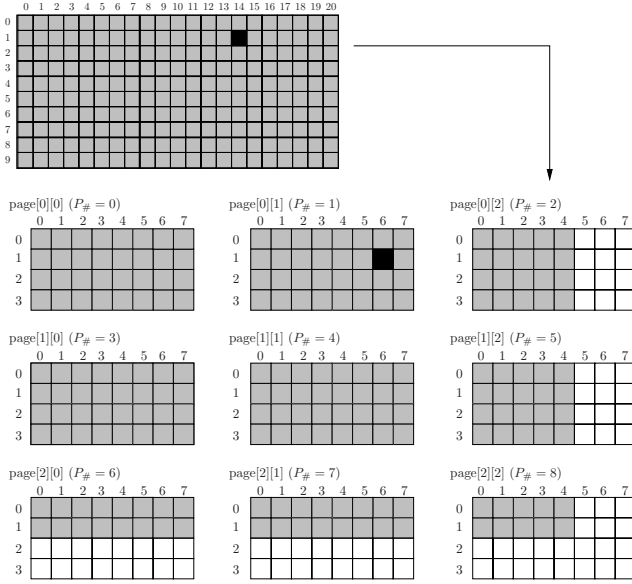 0 1 2 3 4 5 6 7 8 9 10 11 12 13 14 15 16 17 18 19 20
0
1
2
3
4
5
6
7
8
9
page[0][0] (P# = 0) page[0][1] (P# = 1) page[0][2] (P# = 2)
0 1 2 3 4 5 6 7 0 1 2 3 4 5 6 7 0 1 2 3 4 5 6 7
0 0 0
1 1 1
2 2 2
3 3 3
page[1][0] (P# = 3) page[1][1] (P# = 4) page[1][2] (P# = 5)
0 1 2 3 4 5 6 7 0 1 2 3 4 5 6 7 0 1 2 3 4 5 6 7
0 0 0
1 1 1
2 2 2
3 3 3
page[2][0] (P# = 6) page[2][1] (P# = 7) page[2][2] (P# = 8)
0 1 2 3 4 5 6 7 0 1 2 3 4 5 6 7 0 1 2 3 4 5 6 7
0 0 0
1 1 1
2 2 2
3 3 3